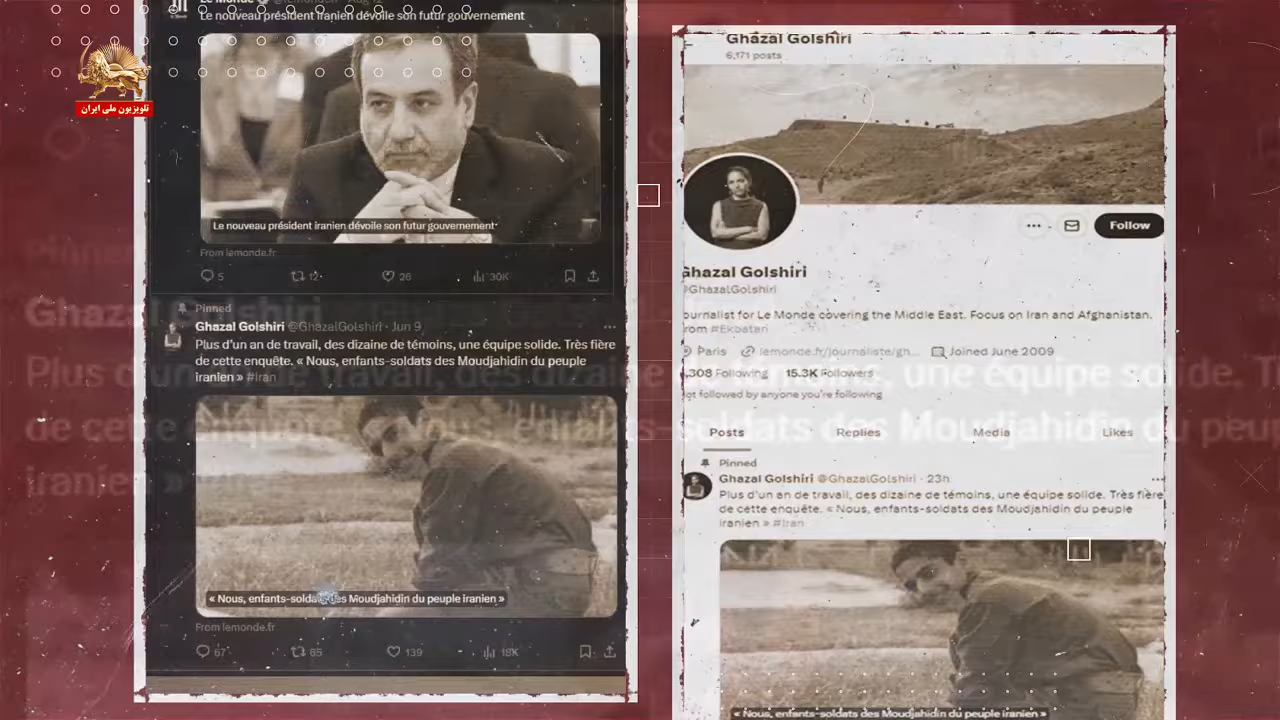 تلویزیون ملی ایران
Le nouveau président iranien dévoile son futur gouvernement
Le nouveau président iranien dévoile son futur gouvernement
From lemonde.fr
5
12
26
30K
Pinned
Ghazal Golshiri @GhazalGolshiri · Jun 9
Plus d'un an de travail, des dizaine de témoins, une équipe solide. Très fière
de cette enquête. « Nous, enfants-soldats des Moudjahidin du peuple
iranien » #Iran
« Nous, enfants-soldats des Moudjahidin du peuple iranien »
From lemonde.fr
67
85
139
18K
Ghazal Golshiri
6,171 posts
Follow
Ghazal Golshiri
@GhazalGolshiri
ournalist for Le Monde covering the Middle East. Focus on Iran and Afghanistan.
rom #Ekbatan
Paris lemonde.fr/journaliste/gh... Joined June 2009
,308 Following 15.3K Followers
ot followed by anyone you're following
Posts Replies Media Likes
Pinned
Ghazal Golshiri @GhazalGolshiri · 23h
Plus d'un an de travail, des dizaine de témoins, une équipe solide. Très fière
de cette enquête. « Nous, enfants-soldats des Moudjahidin du peuple
iranien » #Iran
« Nous, enfants-soldats des Moudjahidin du peuple iranien »